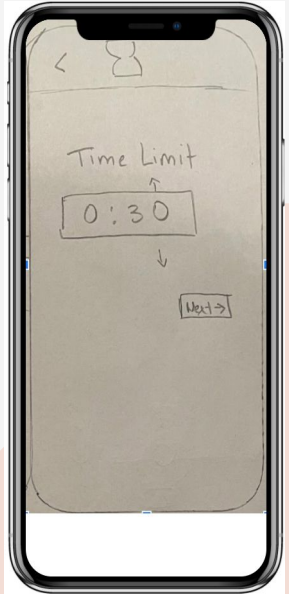 <
Time Limit
↑
0:30
↓
Next→